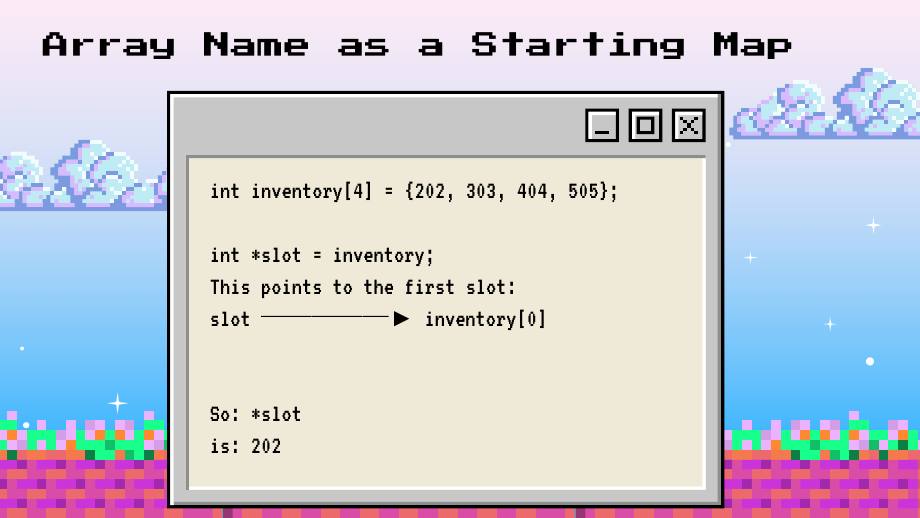 Array Name as a Starting Map
int inventory[4] = {202, 303, 404, 505};
int *slot = inventory;
This points to the first slot:
slot ──────────► inventory[0]
So: *slot
is: 202